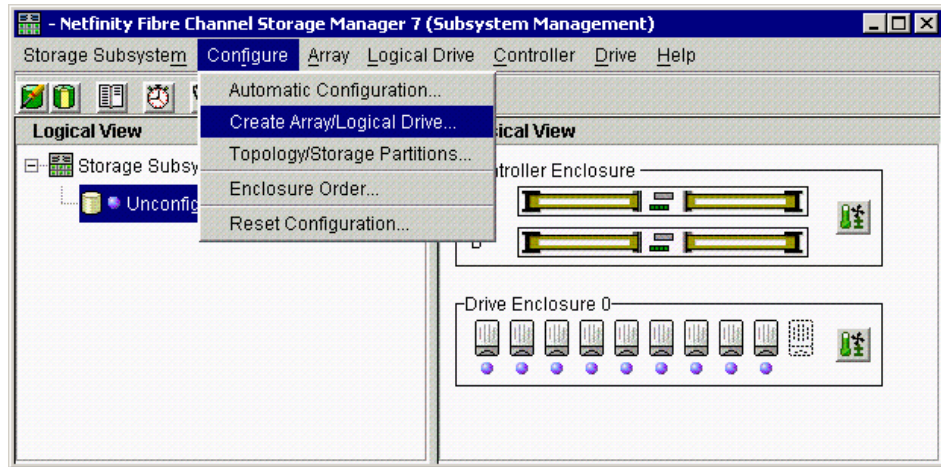 - Netfinity Fibre Channel Storage Manager 7 (Subsystem Management)
Storage Subsystem Configure Array Logical Drive Controller Drive Help
Automatic Configuration...
Create Array/Logical Drive...
Topology/Storage Partitions...
Enclosure Order...
Reset Configuration...
Logical View
Storage Subsy
Unconfig
sical View
ntroller Enclosure
Drive Enclosure 0